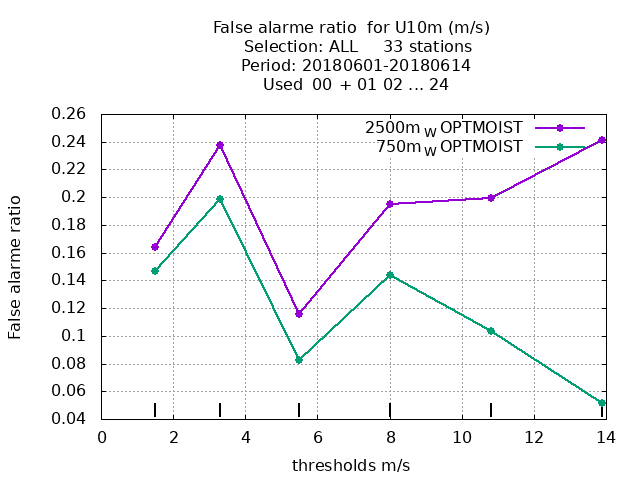 False alarme ratio  for U10m (m/s)
Selection: ALL     33 stations
Period: 20180601-20180614
Used  00  + 01 02 ... 24
2500m W OPTMOIST
750m W OPTMOIST
0.26
0.24
0.22
0.2
0.18
0.16
0.14
0.12
0.1
0.08
0.06
0.04
False alarme ratio
0 2 4 6 8 10 12 14
thresholds m/s